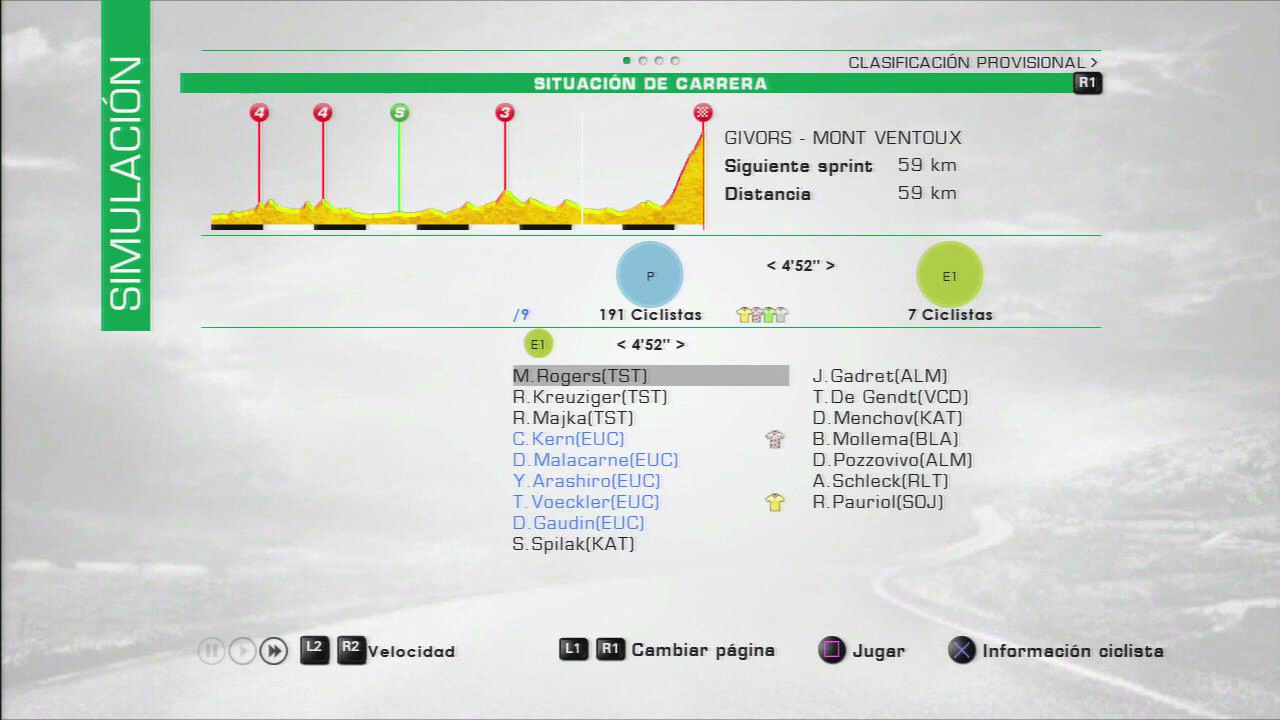 SIMULACIÓN
CLASIFICACIÓN PROVISIONAL >
SITUACIÓN DE CARRERA
R1
4
4
S
3
GIVORS - MONT VENTOUX
Siguiente sprint 59 km
Distancia 59 km
P
< 4'52'' >
E1
/9
191 Ciclistas
7 Ciclistas
E1
< 4'52'' >
M.Rogers(TST)
R.Kreuziger(TST)
R.Majka(TST)
C.Kern(EUC)
D.Malacarne(EUC)
Y.Arashiro(EUC)
T.Voeckler(EUC)
D.Gaudin(EUC)
S.Spilak(KAT)
J.Gadret(ALM)
T.De Gendt(VCD)
D.Menchov(KAT)
B.Mollema(BLA)
D.Pozzovivo(ALM)
A.Schleck(RLT)
R.Pauriol(SOJ)
L2 R2 Velocidad
L1 R1 Cambiar página
Jugar
Información ciclista